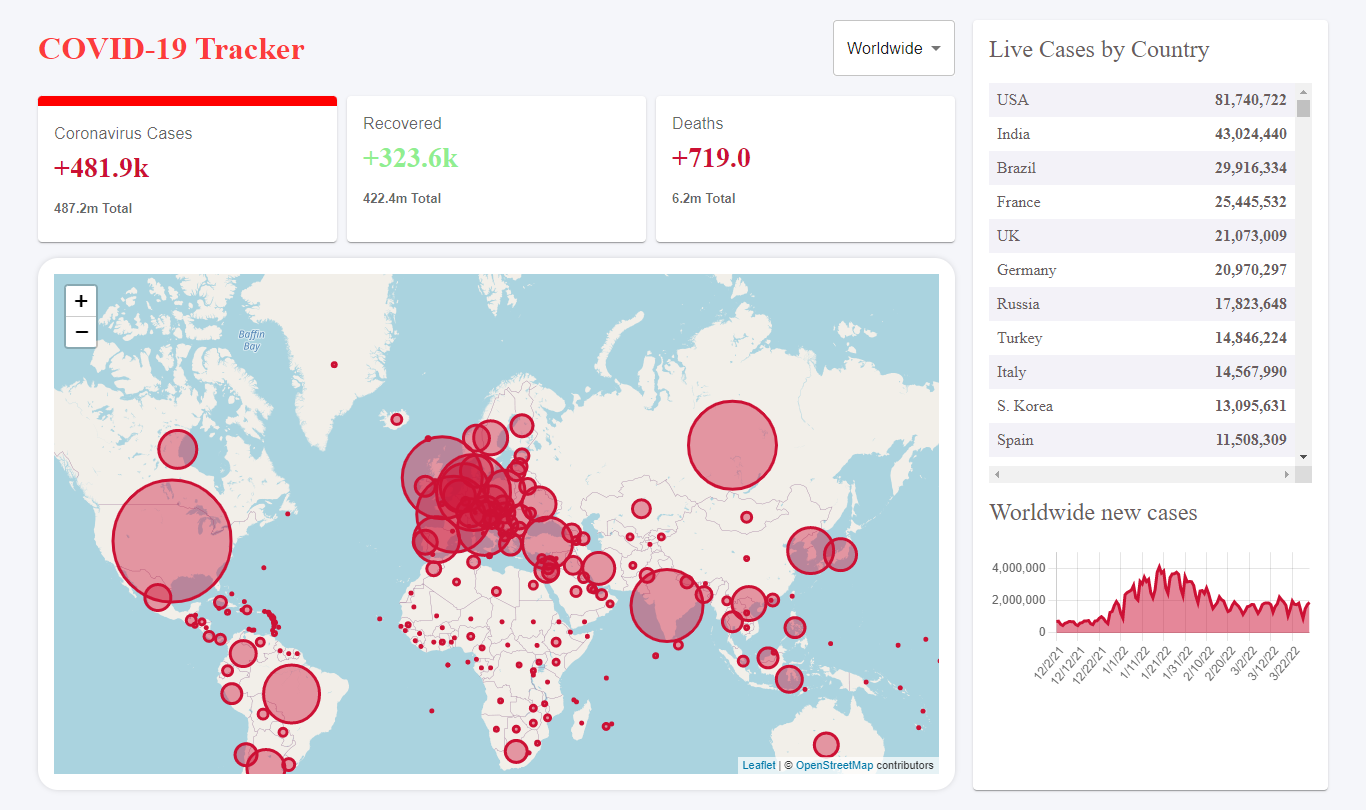 COVID-19 Tracker
Worldwide
Coronavirus Cases
+481.9k
487.2m Total
Recovered
+323.6k
422.4m Total
Deaths
+719.0
6.2m Total
+
−
Baffin
Bay
Leaflet | © OpenStreetMap contributors
Live Cases by Country
USA 81,740,722
India 43,024,440
Brazil 29,916,334
France 25,445,532
UK 21,073,009
Germany 20,970,297
Russia 17,823,648
Turkey 14,846,224
Italy 14,567,990
S. Korea 13,095,631
Spain 11,508,309
Worldwide new cases
4,000,000
2,000,000
0
12/2/21
12/12/21
12/22/21
1/1/22
1/11/22
1/21/22
1/31/22
2/10/22
2/20/22
3/2/22
3/12/22
3/22/22